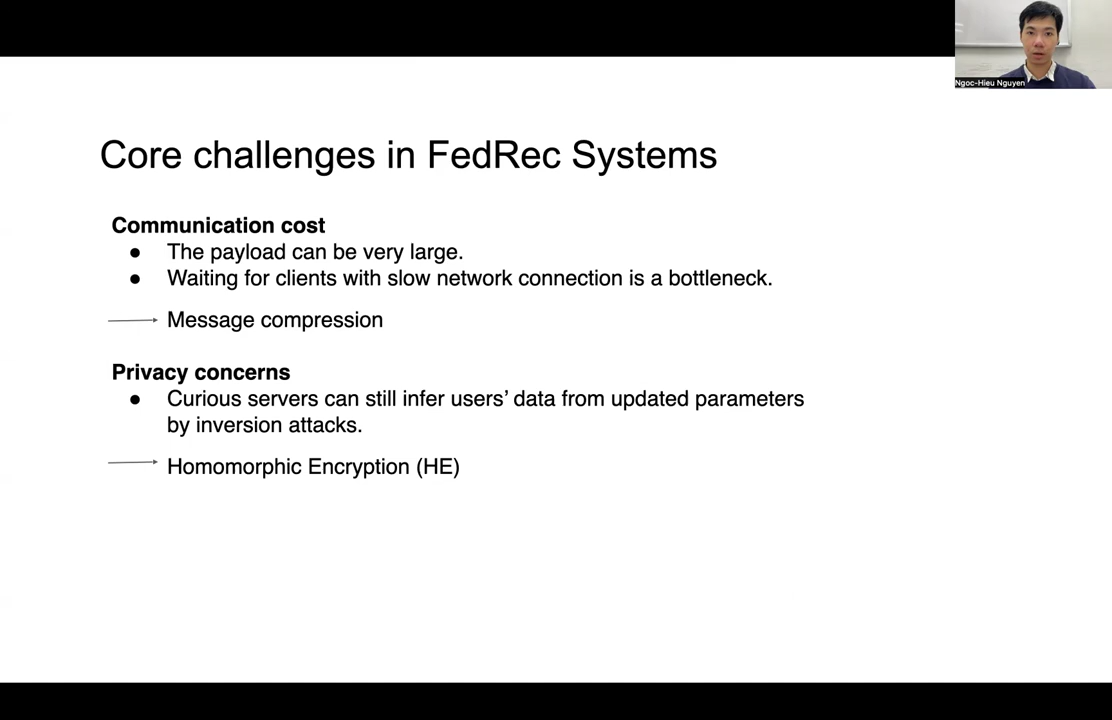 Ngoc-Hieu Nguyen
Core challenges in FedRec Systems
Communication cost
● The payload can be very large.
● Waiting for clients with slow network connection is a bottleneck.
Message compression
Privacy concerns
● Curious servers can still infer users’ data from updated parameters
by inversion attacks.
Homomorphic Encryption (HE)